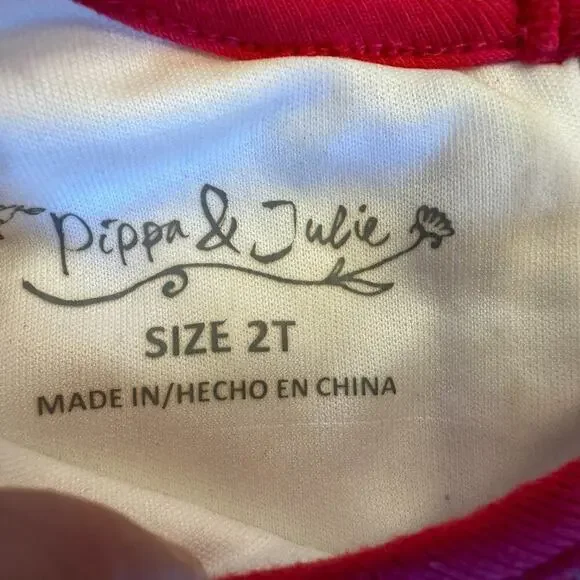 Pippa & Julie
SIZE 2T
MADE IN/HECHO EN CHINA